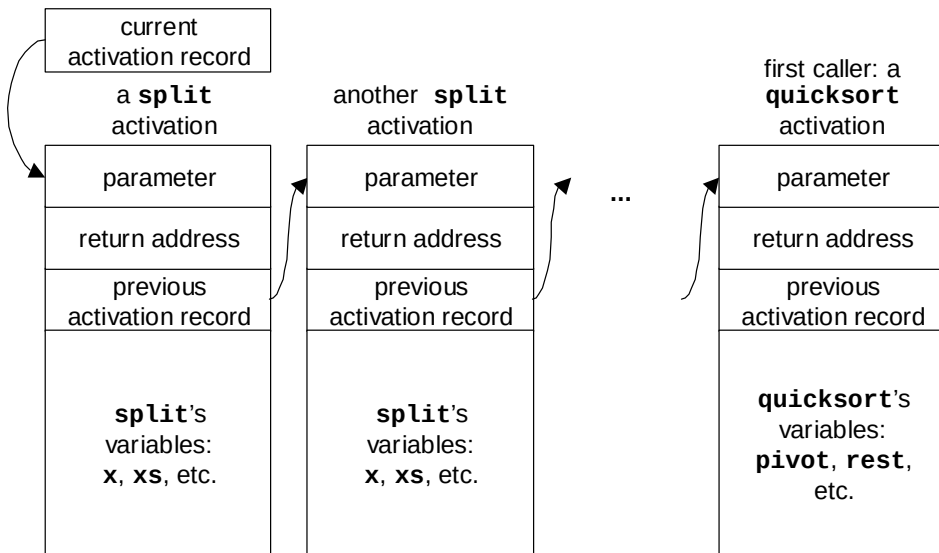 current
activation record
a split
activation
parameter
return address
previous
activation record
split's
variables:
x, xs, etc.
another split
activation
parameter
return address
previous
activation record
split's
variables:
x, xs, etc.
...
first caller: a
quicksort
activation
parameter
return address
previous
activation record
quicksort's
variables:
pivot, rest,
etc.